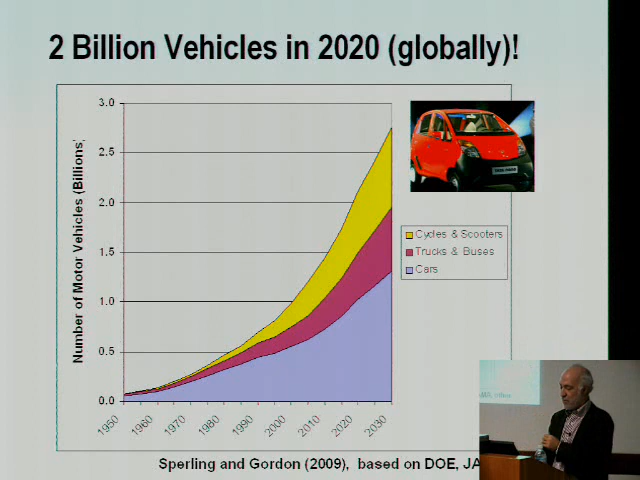 2 Billion Vehicles in 2020 (globally)!
Number of Motor Vehicles (Billions)
3.0
2.5
2.0
1.5
1.0
0.5
0.0
1950
1960
1970
1980
1990
2000
2010
2020
2030
Cycles & Scooters
Trucks & Buses
Cars
Sperling and Gordon (2009), based on DOE, JA